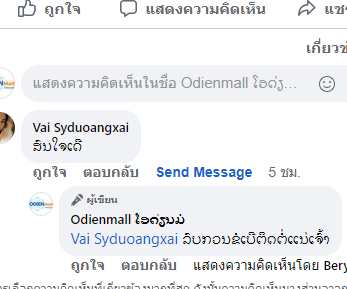 ถูกใจ แสดงความคิดเห็น แชร์
เกี่ยวข้
แสดงความคิดเห็นในชื่อ Odienmall ໂອດຽ...
Vai Syduoangxai
ສົນໃຈເດີ
ถูกใจ ตอบกลับ Send Message 5 ชม.
ผู้เขียน
Odienmall ໂອດຽນມໍ
Vai Syduoangxai ລົບກວນຂໍເບີຕິດຕໍ່ແນ່ເຈົ້າ
ถูกใจ ตอบกลับ แสดงความคิดเห็นโดย Bery